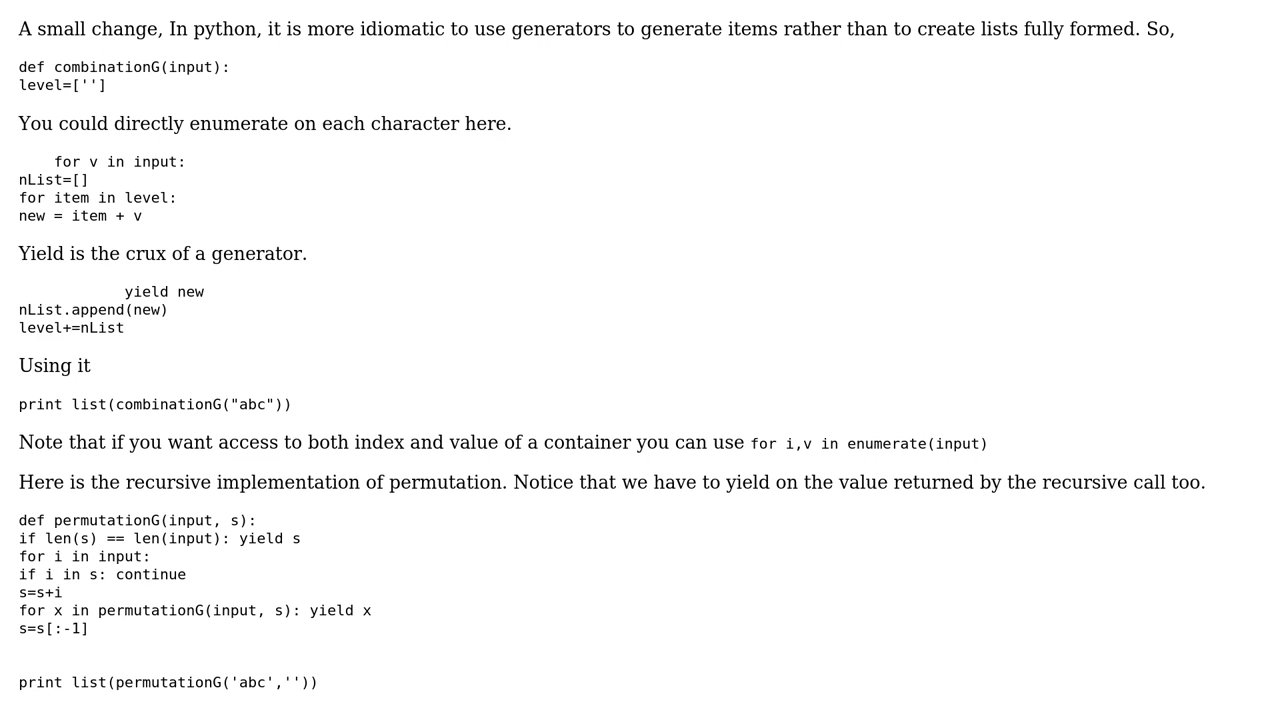 A small change, In python, it is more idiomatic to use generators to generate items rather than to create lists fully formed. So,
def combinationG(input):
level=['']
You could directly enumerate on each character here.
    for v in input:
nList=[]
for item in level:
new = item + v
Yield is the crux of a generator.
            yield new
nList.append(new)
level+=nList
Using it
print list(combinationG("abc"))
Note that if you want access to both index and value of a container you can use for i,v in enumerate(input)
Here is the recursive implementation of permutation. Notice that we have to yield on the value returned by the recursive call too.
def permutationG(input, s):
if len(s) == len(input): yield s
for i in input:
if i in s: continue
s=s+i
for x in permutationG(input, s): yield x
s=s[:-1]
print list(permutationG('abc',''))